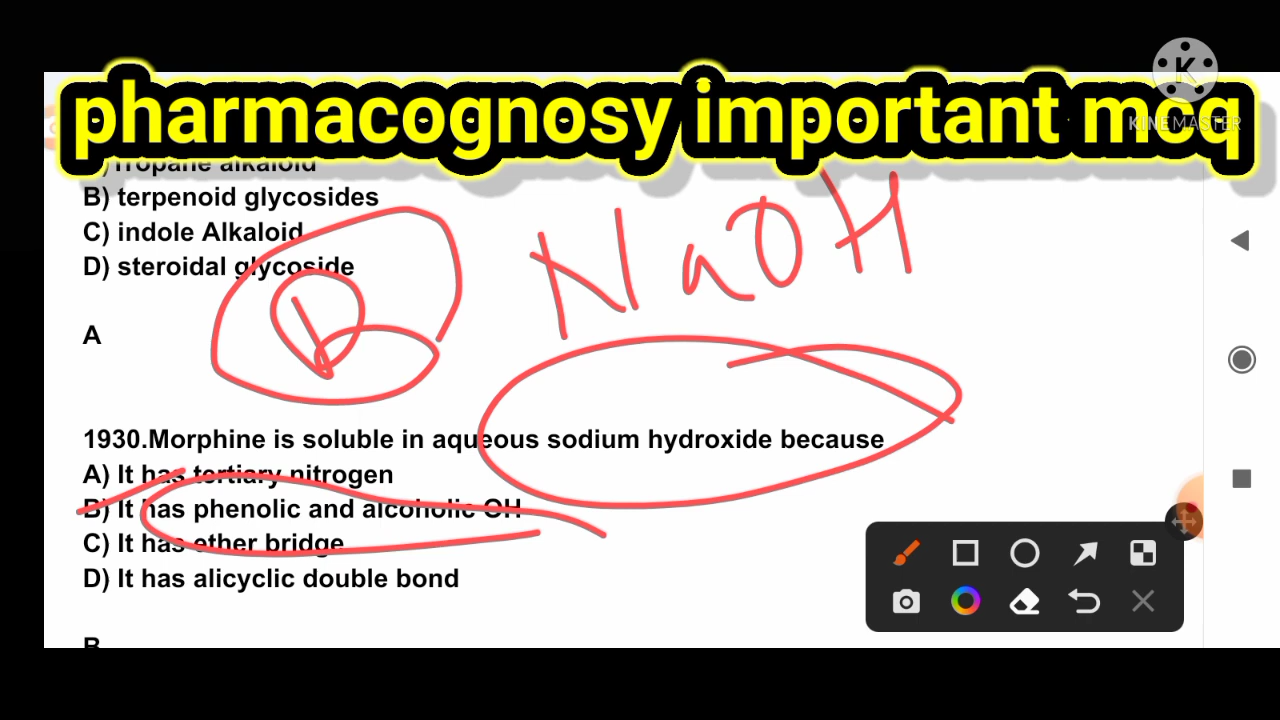 pharmacognosy important mcq
KINEMASTER
Tropane alkaloid
B) terpenoid glycosides
C) indole Alkaloid
D) steroidal glycoside
NaOH
B
A
1930.Morphine is soluble in aqueous sodium hydroxide because
A) It has tertiary nitrogen
B) It has phenolic and alcoholic OH
C) It has ether bridge
D) It has alicyclic double bond
B